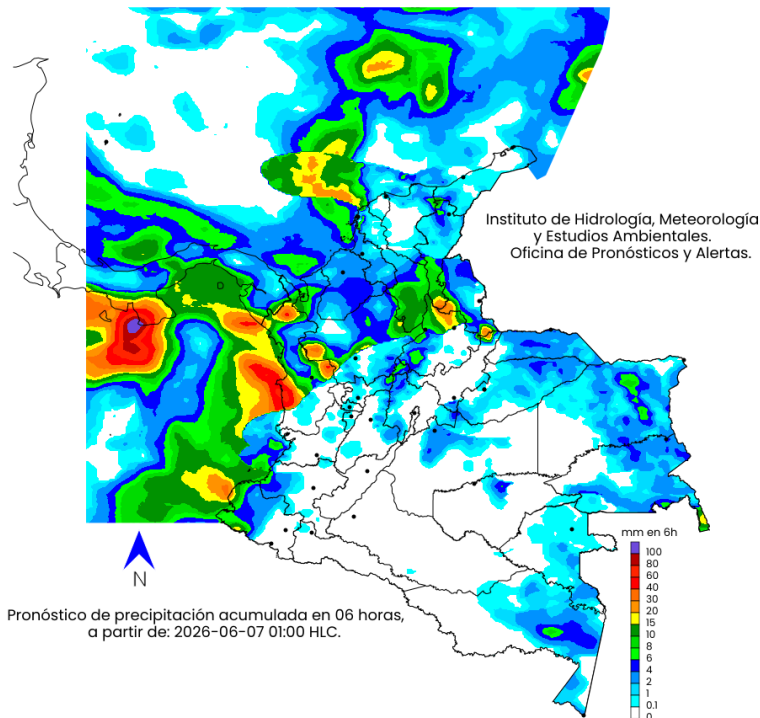 Instituto de Hidrología, Meteorología
y Estudios Ambientales.
Oficina de Pronósticos y Alertas.
mm en 6h
100
80
60
40
30
20
15
10
8
6
4
2
1
0.1
0
N
Pronóstico de precipitación acumulada en 06 horas,
a partir de: 2026-06-07 01:00 HLC.